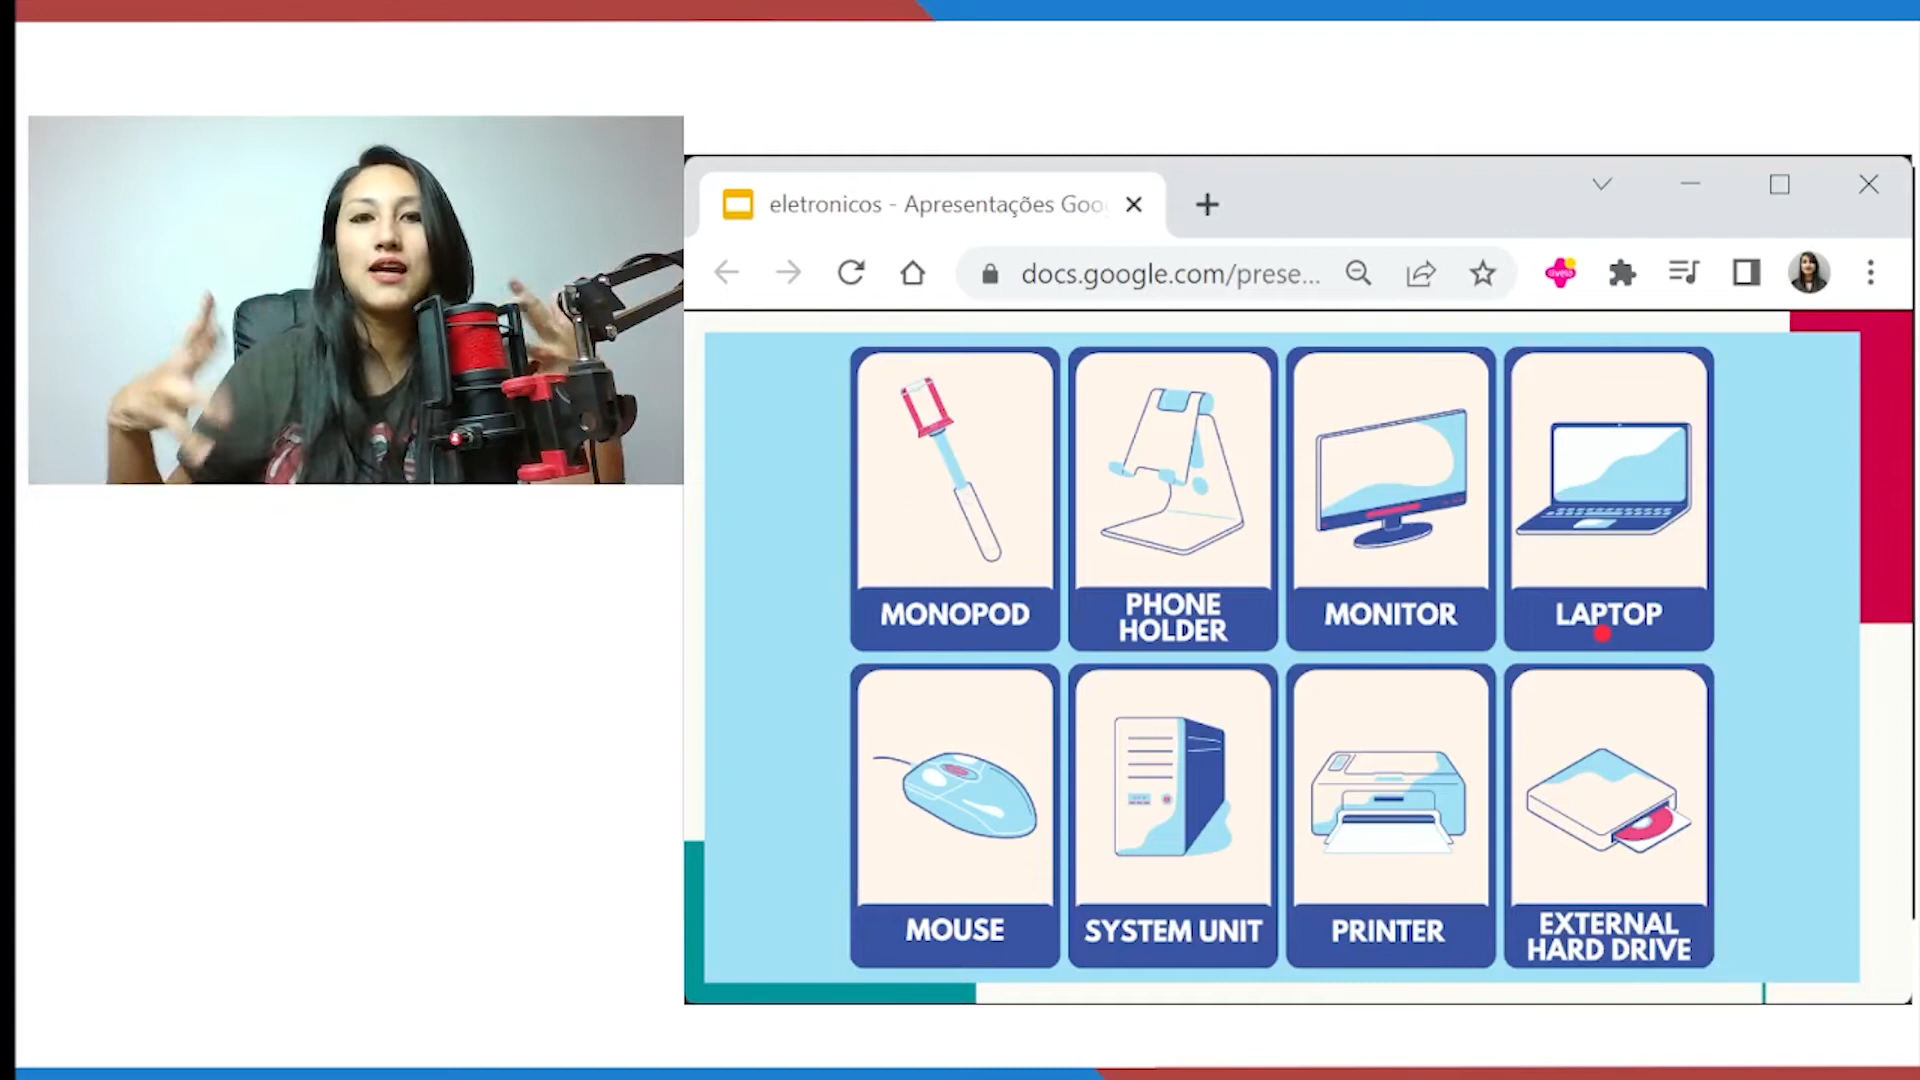 eletronicos - Apresentações Goo
docs.google.com/prese...
MONOPOD
PHONE
HOLDER
MONITOR
LAPTOP
MOUSE
SYSTEM UNIT
PRINTER
EXTERNAL
HARD DRIVE